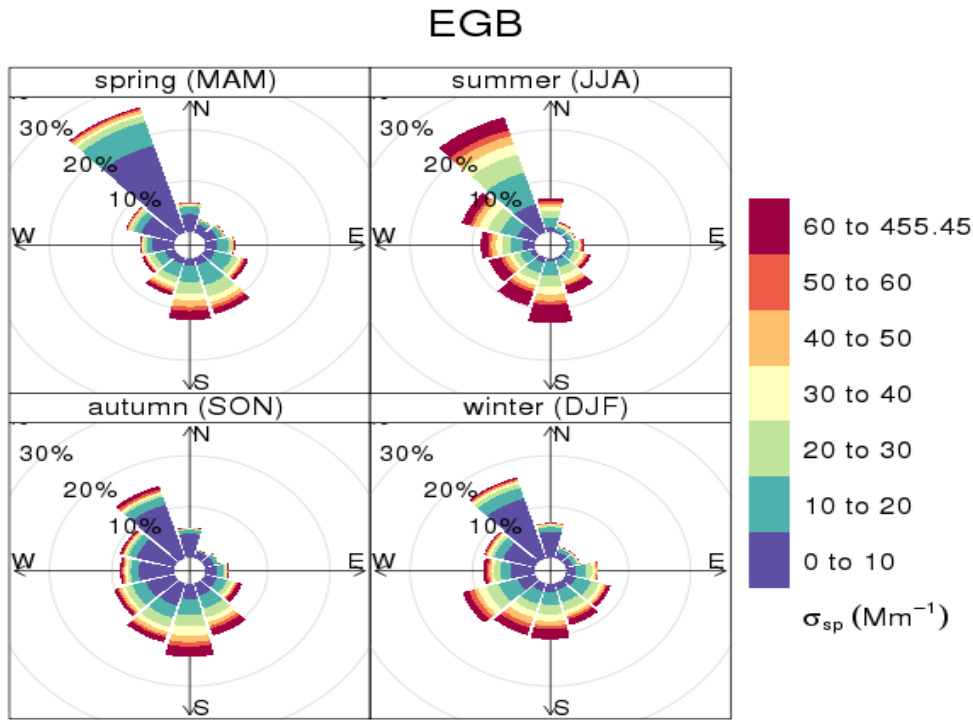 EGB
spring (MAM)
N
30%
20%
10%
W
E
S
summer (JJA)
N
30%
20%
10%
W
E
S
autumn (SON)
N
30%
20%
10%
W
E
S
winter (DJF)
N
30%
20%
10%
W
E
S
60 to 455.45
50 to 60
40 to 50
30 to 40
20 to 30
10 to 20
0 to 10
σsp (Mm⁻¹)